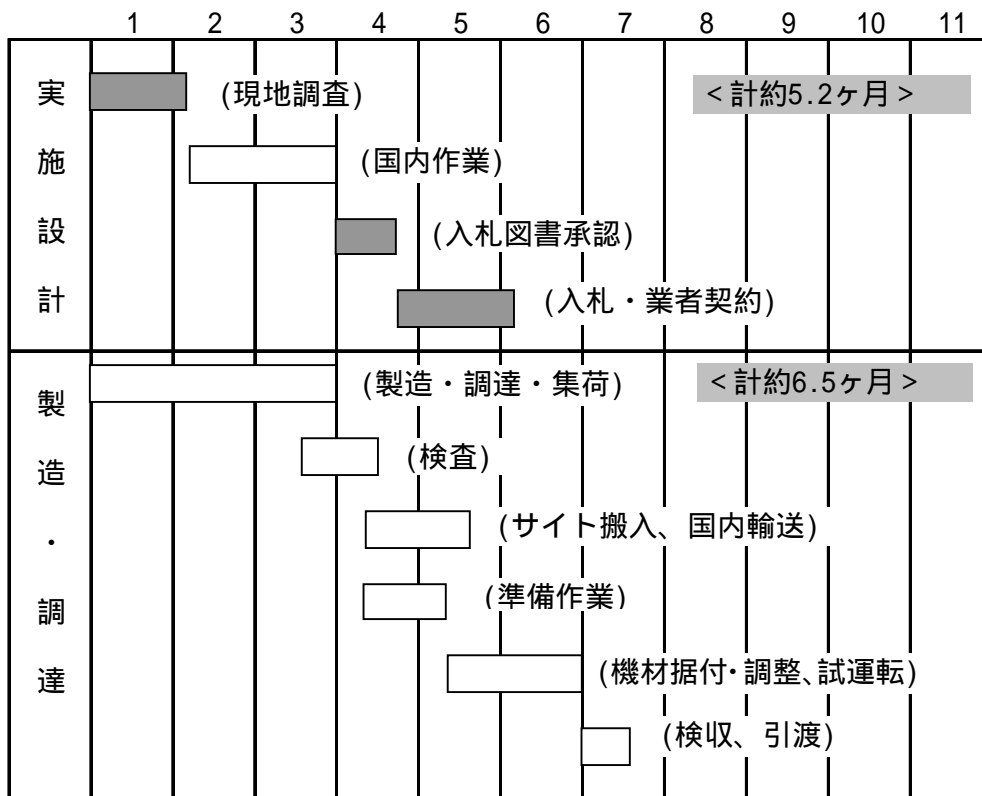 1 2 3 4 5 6 7 8 9 10 11
実施設計
(現地調査)
<計約5.2ヶ月>
(国内作業)
(入札図書承認)
(入札・業者契約)
製造・調達
(製造・調達・集荷)
<計約6.5ヶ月>
(検査)
(サイト搬入、国内輸送)
(準備作業)
(機材据付・調整、試運転)
(検収、引渡)